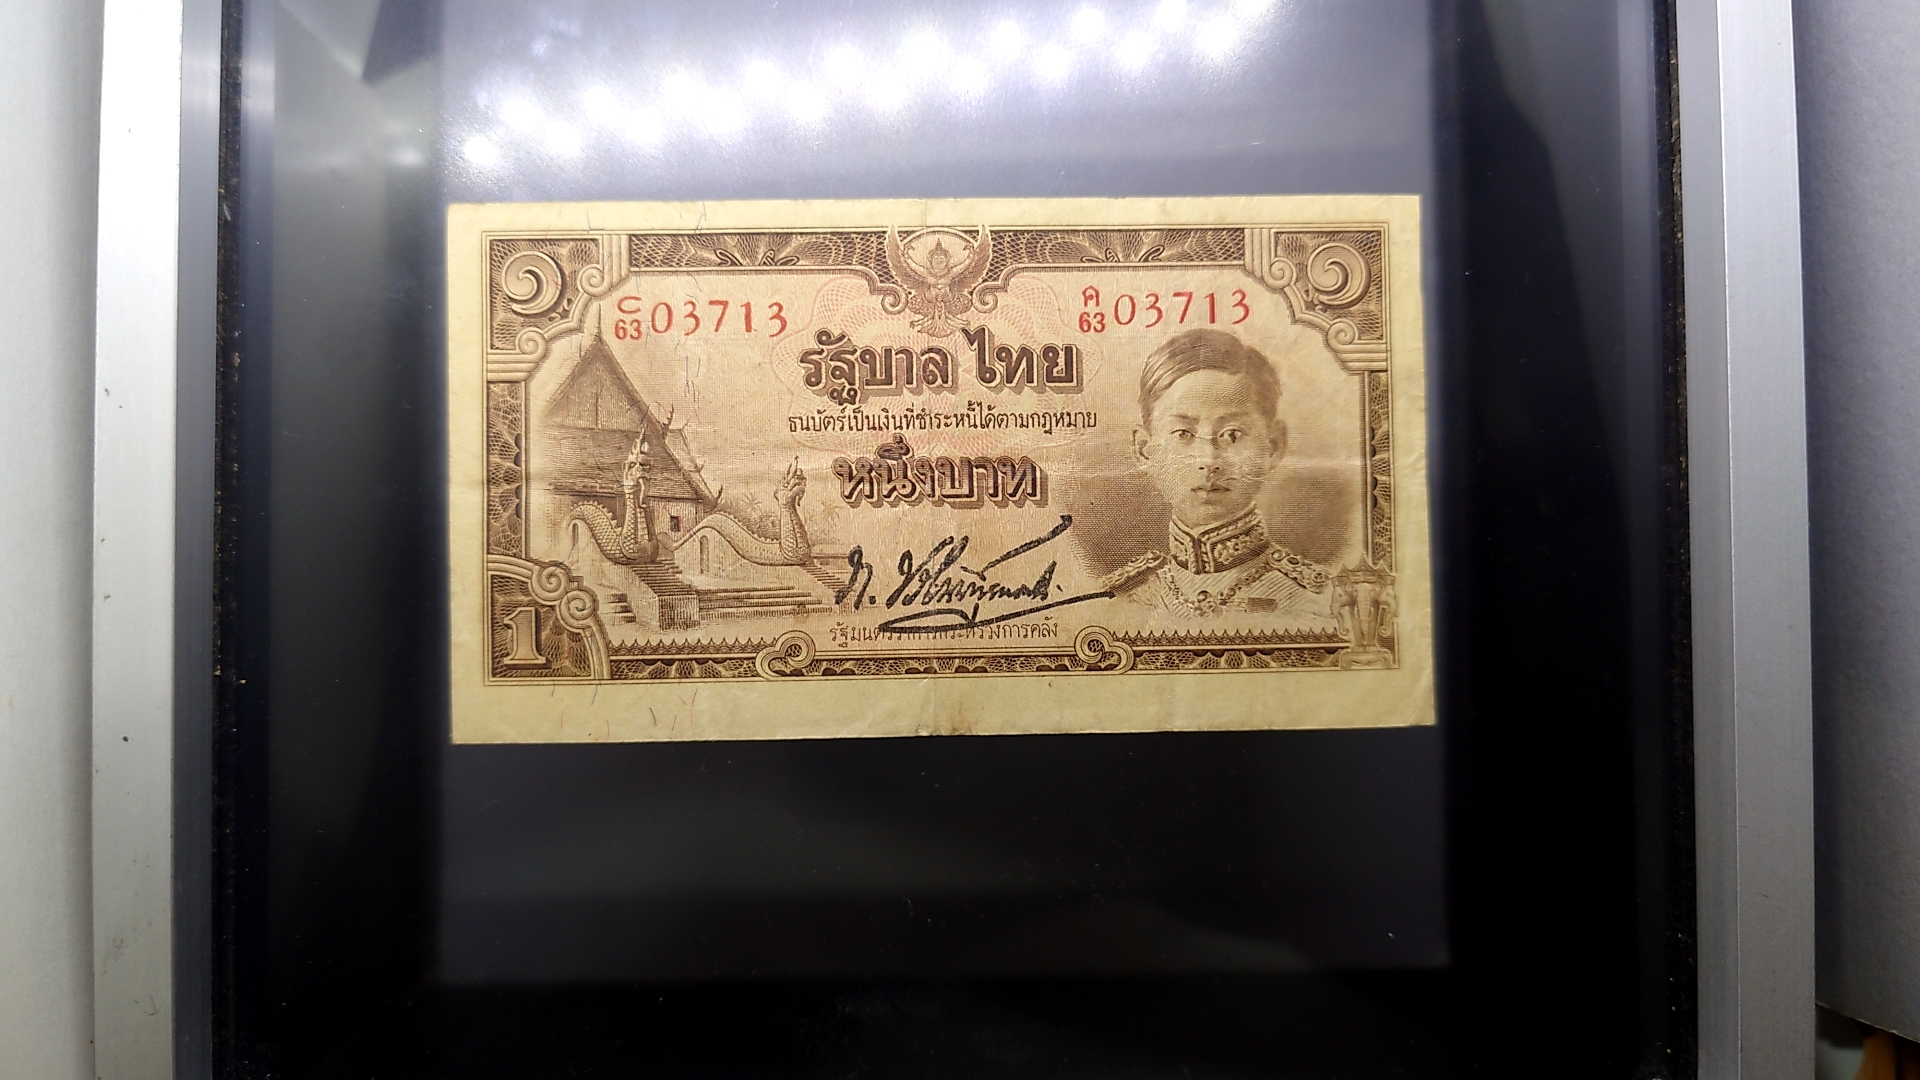 ๑ ๑
C 63 03713 ค 63 03713
รัฐบาล ไทย
ธนบัตร์เป็นเงินที่ชำระหนี้ได้ตามกฎหมาย
หนึ่งบาท
รัฐมนตรีว่าการกระทรวงการคลัง
1